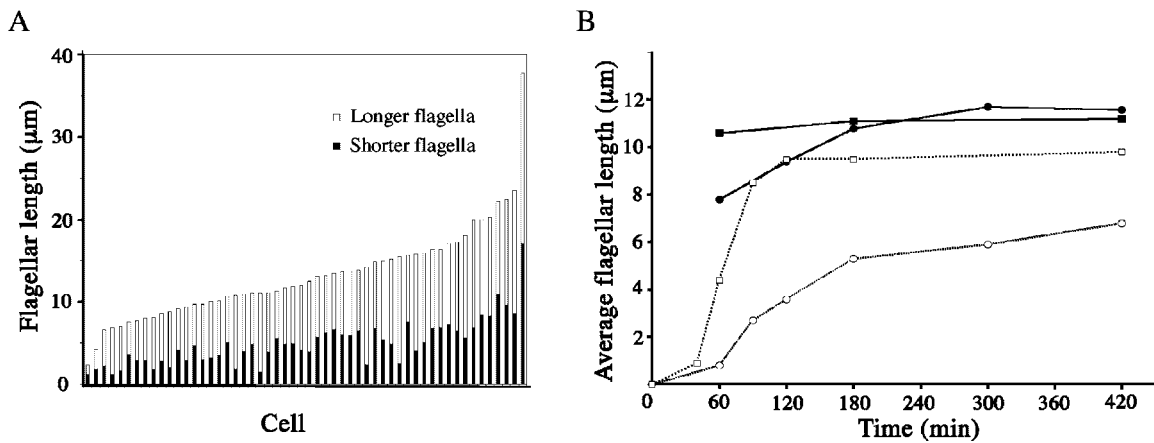 A
Flagellar length (μm)
40
30
20
10
0
Longer flagella
Shorter flagella
Cell
B
Average flagellar length (μm)
12
10
8
6
4
2
0 60 120 180 240 300 360 420
Time (min)